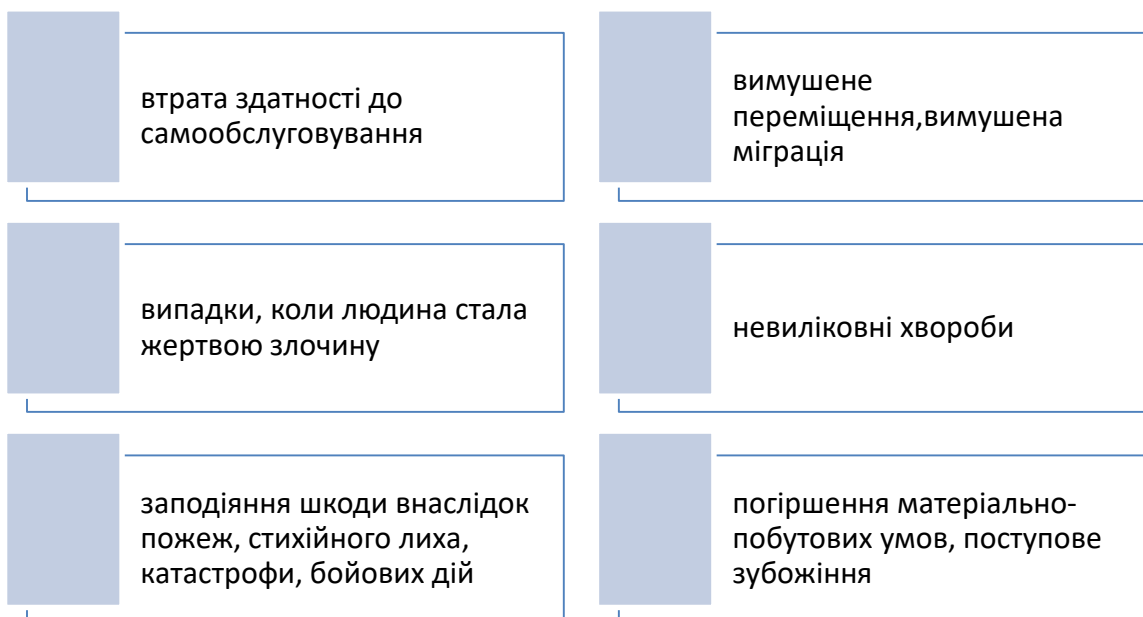 втрата здатності до
самообслуговування
вимушене
переміщення,вимушена
міграція
випадки, коли людина стала
жертвою злочину
невиліковні хвороби
заподіяння шкоди внаслідок
пожеж, стихійного лиха,
катастрофи, бойових дій
погіршення матеріально-
побутових умов, поступове
зубожіння